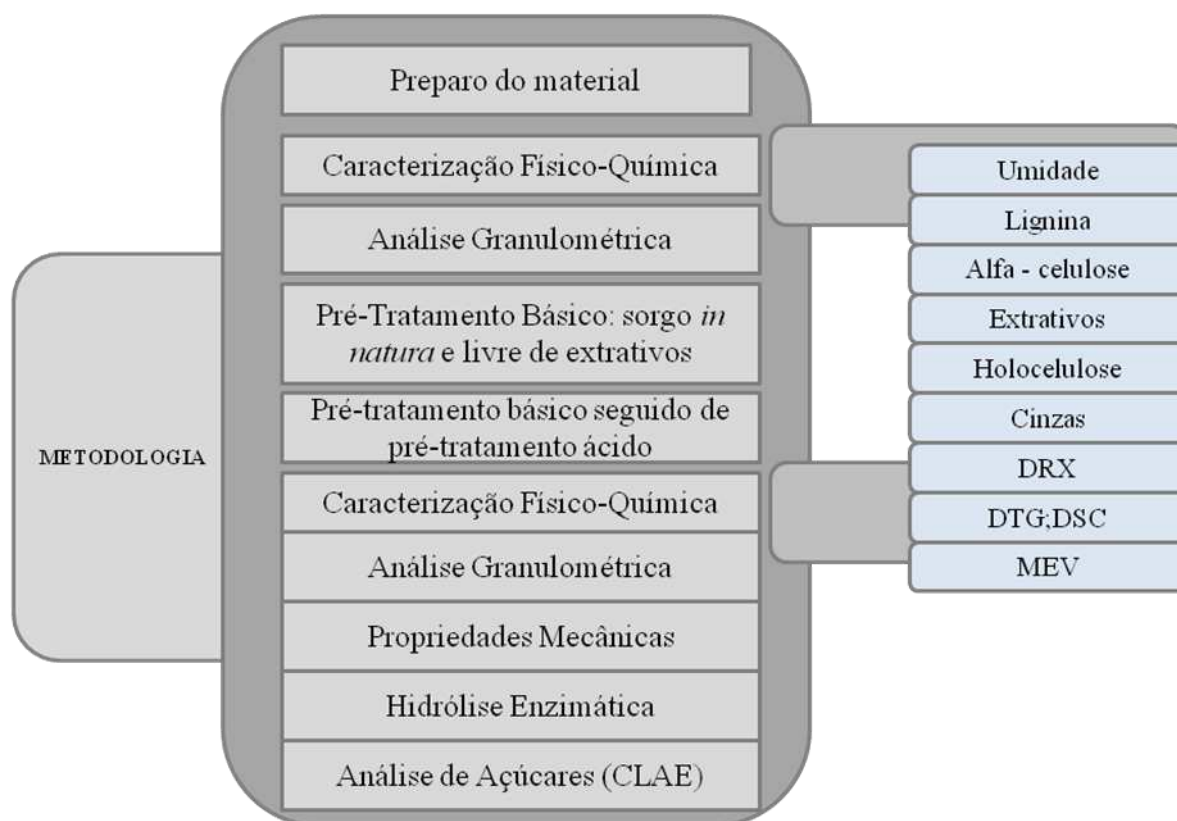 METODOLOGIA
Preparo do material
Caracterização Físico-Química
Análise Granulométrica
Pré-Tratamento Básico: sorgo in
natura e livre de extrativos
Pré-tratamento básico seguido de
pré-tratamento ácido
Caracterização Físico-Química
Análise Granulométrica
Propriedades Mecânicas
Hidrólise Enzimática
Análise de Açúcares (CLAE)
Umidade
Lignina
Alfa - celulose
Extrativos
Holocelulose
Cinzas
DRX
DTG;DSC
MEV